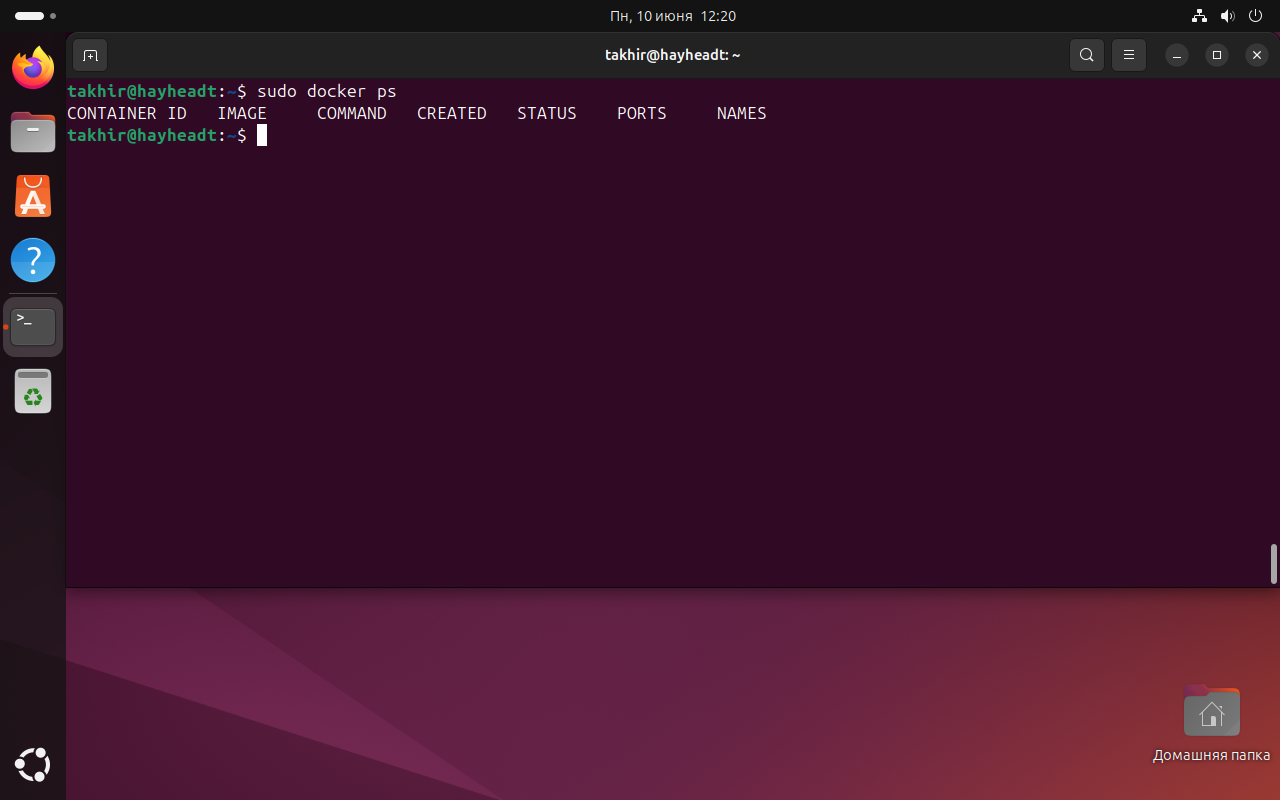 Пн, 10 июня 12:20
takhir@hayheadt: ~
takhir@hayheadt:~$ sudo docker ps
CONTAINER ID   IMAGE     COMMAND   CREATED   STATUS    PORTS     NAMES
takhir@hayheadt:~$
Домашняя папка